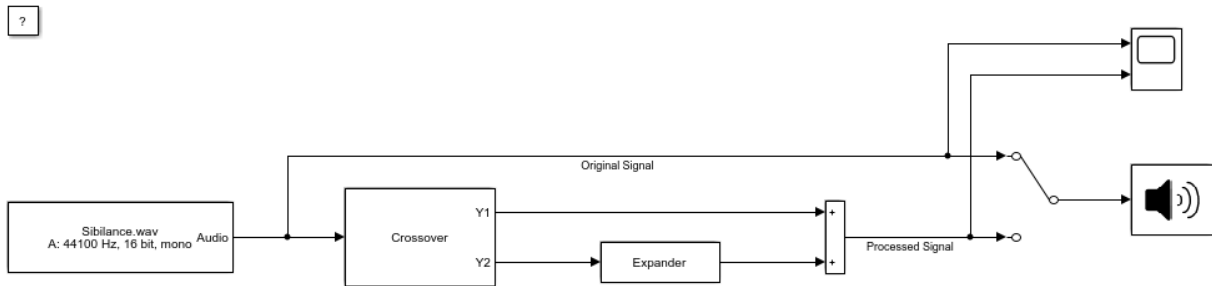 ?
Original Signal
Sibilance.wav
A: 44100 Hz, 16 bit, mono
Audio
Crossover
Y1
Y2
Expander
+
+
Processed Signal